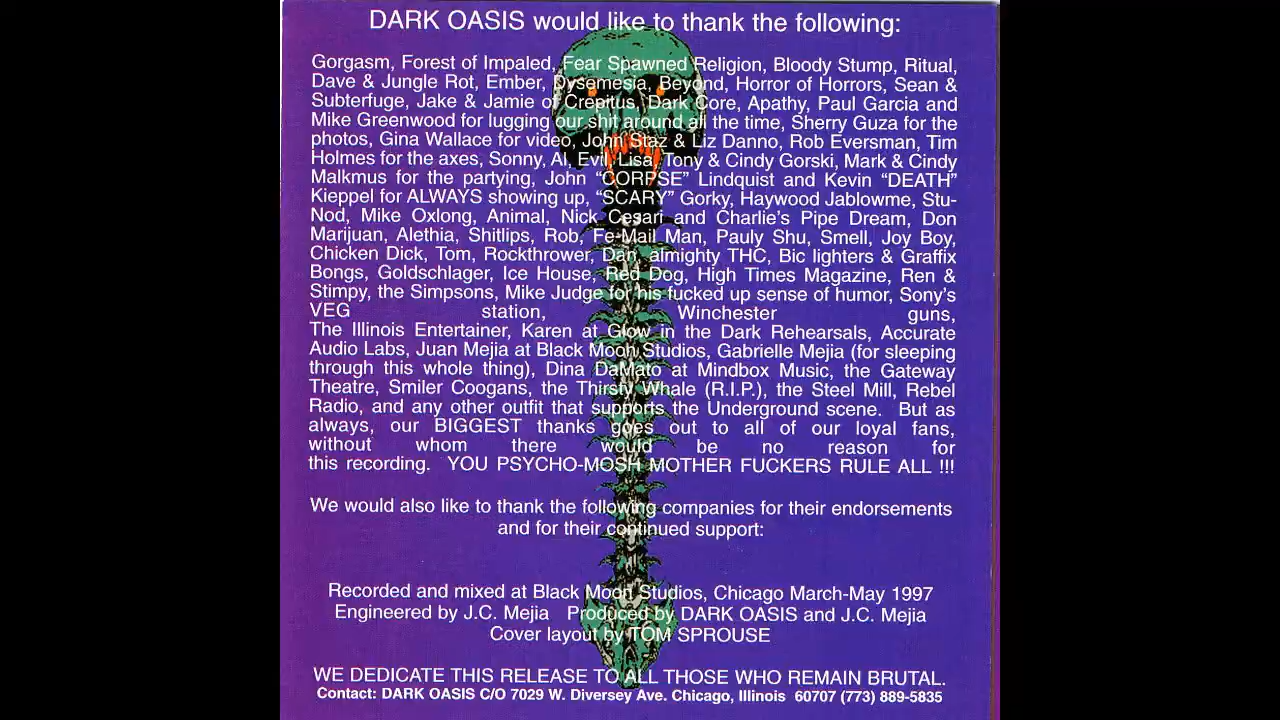 DARK OASIS would like to thank the following:
Gorgasm, Forest of Impaled, Fear Spawned Religion, Bloody Stump, Ritual,
Dave & Jungle Rot, Ember, Dysemesia, Beyond, Horror of Horrors, Sean &
Subterfuge, Jake & Jamie of Crepitus, Dark Core, Apathy, Paul Garcia and
Mike Greenwood for lugging our shit around all the time, Sherry Guza for the
photos, Gina Wallace for video, John Staz & Liz Danno, Rob Eversman, Tim
Holmes for the axes, Sonny, Al, Evil Lisa, Tony & Cindy Gorski, Mark & Cindy
Malkmus for the partying, John “CORPSE” Lindquist and Kevin “DEATH”
Kieppel for ALWAYS showing up, “SCARY” Gorky, Haywood Jablowme, Stu-
Nod, Mike Oxlong, Animal, Nick Cesari and Charlie's Pipe Dream, Don
Marijuan, Alethia, Shitlips, Rob, Fe-Mail Man, Pauly Shu, Smell, Joy Boy,
Chicken Dick, Tom, Rockthrower, Dan, almighty THC, Bic lighters & Graffix
Bongs, Goldschlager, Ice House, Red Dog, High Times Magazine, Ren &
Stimpy, the Simpsons, Mike Judge for his fucked up sense of humor, Sony's
VEG station, Winchester guns,
The Illinois Entertainer, Karen at Glow in the Dark Rehearsals, Accurate
Audio Labs, Juan Mejia at Black Moon Studios, Gabrielle Mejia (for sleeping
through this whole thing), Dina DaMato at Mindbox Music, the Gateway
Theatre, Smiler Coogans, the Thirsty Whale (R.I.P.), the Steel Mill, Rebel
Radio, and any other outfit that supports the Underground scene. But as
always, our BIGGEST thanks goes out to all of our loyal fans,
without whom there would be no reason for
this recording. YOU PSYCHO-MOSH MOTHER FUCKERS RULE ALL !!!
We would also like to thank the following companies for their endorsements
and for their continued support:
Recorded and mixed at Black Moon Studios, Chicago March-May 1997
Engineered by J.C. Mejia Produced by DARK OASIS and J.C. Mejia
Cover layout by TOM SPROUSE
WE DEDICATE THIS RELEASE TO ALL THOSE WHO REMAIN BRUTAL.
Contact: DARK OASIS C/O 7029 W. Diversey Ave. Chicago, Illinois 60707 (773) 889-5835